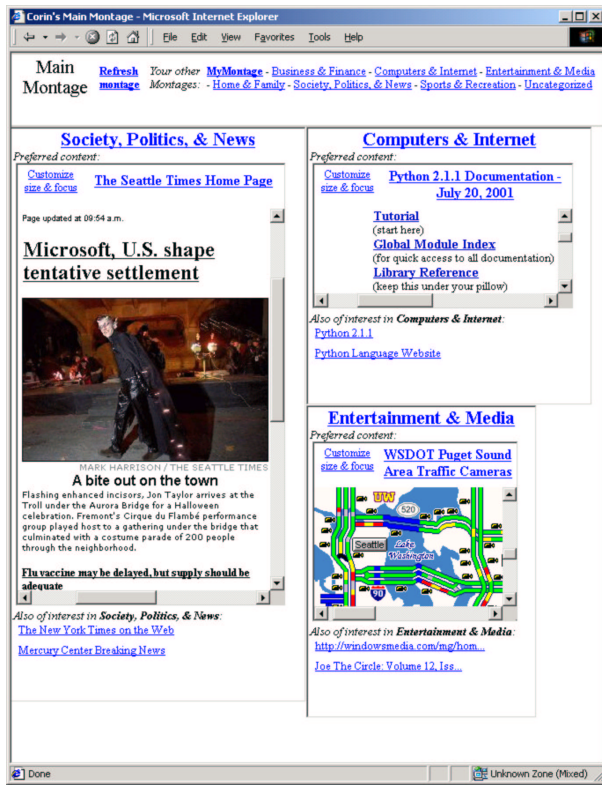 Corin's Main Montage - Microsoft Internet Explorer
File Edit View Favorites Tools Help
Main Montage
Refresh montage
Your other MyMontage - Business & Finance - Computers & Internet - Entertainment & Media
Montages: - Home & Family - Society, Politics, & News - Sports & Recreation - Uncategorized
Society, Politics, & News
Preferred content:
Customize
size & focus
The Seattle Times Home Page
Page updated at 09:54 a.m.
Microsoft, U.S. shape
tentative settlement
MARK HARRISON / THE SEATTLE TIMES
A bite out on the town
Flashing enhanced incisors, Jon Taylor arrives at the
Troll under the Aurora Bridge for a Halloween
celebration. Fremont's Cirque du Flambé performance
group played host to a gathering under the bridge that
culminated with a costume parade of 200 people
through the neighborhood.
Flu vaccine may be delayed, but supply should be
adequate
Also of interest in Society, Politics, & News:
The New York Times on the Web
Mercury Center Breaking News
Computers & Internet
Preferred content:
Customize
size & focus
Python 2.1.1 Documentation -
July 20, 2001
Tutorial
(start here)
Global Module Index
(for quick access to all documentation)
Library Reference
(keep this under your pillow)
Also of interest in Computers & Internet:
Python 2.1.1
Python Language Website
Entertainment & Media
Preferred content:
Customize
size & focus
WSDOT Puget Sound
Area Traffic Cameras
UW
520
Seattle
Lake
Washington
90
Also of interest in Entertainment & Media:
http://windowsmedia.com/mg/hom...
Joe The Circle: Volume 12, Iss...
Done
Unknown Zone (Mixed)